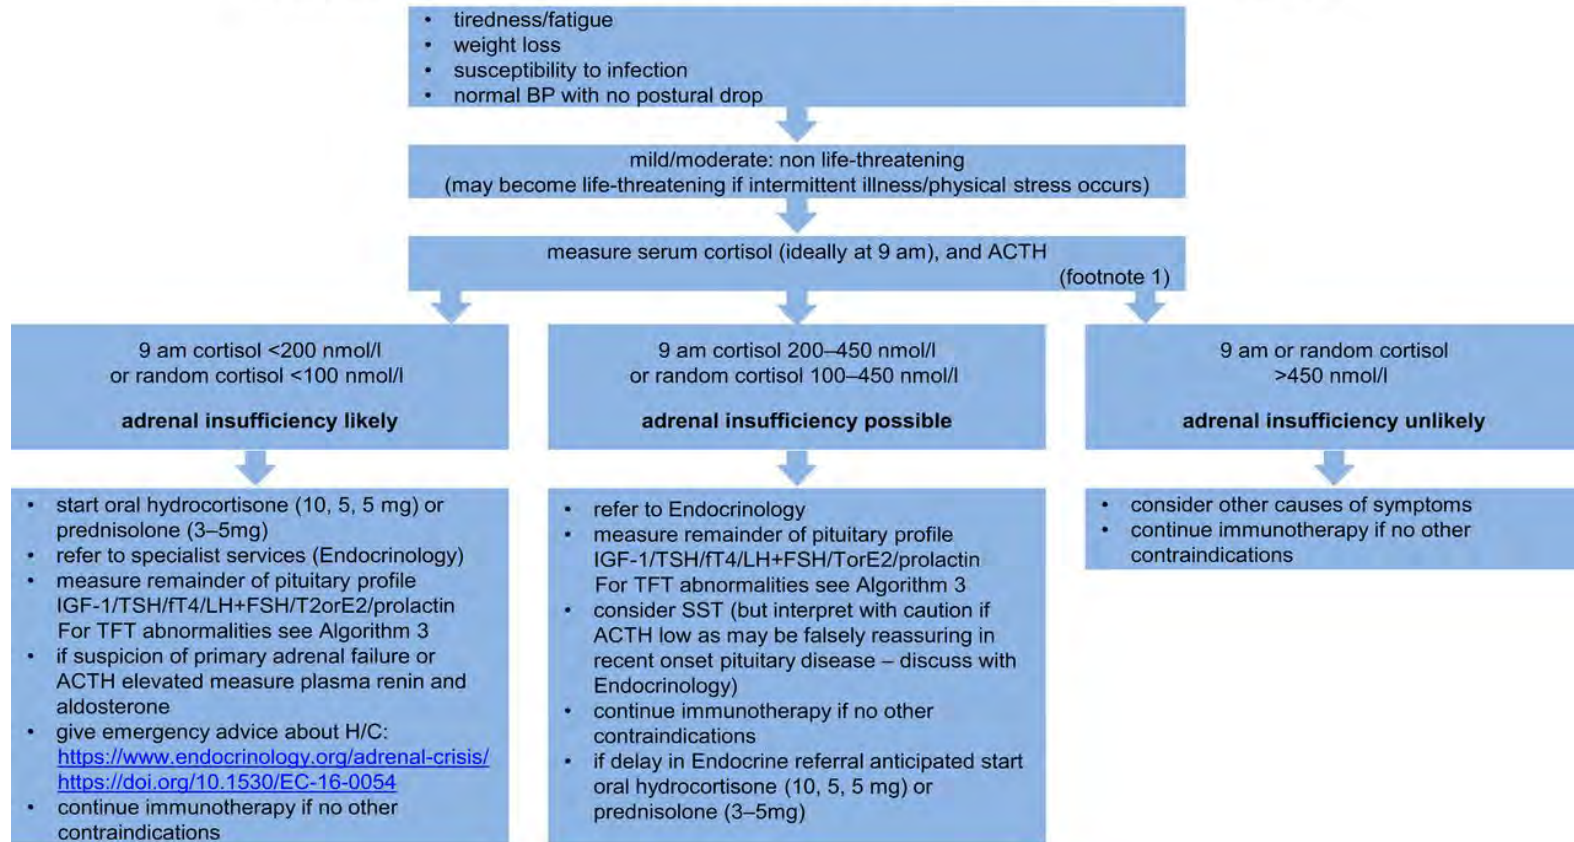 • tiredness/fatigue
• weight loss
• susceptibility to infection
• normal BP with no postural drop
mild/moderate: non life-threatening
(may become life-threatening if intermittent illness/physical stress occurs)
measure serum cortisol (ideally at 9 am), and ACTH
(footnote 1)
9 am cortisol <200 nmol/l
or random cortisol <100 nmol/l
adrenal insufficiency likely
9 am cortisol 200–450 nmol/l
or random cortisol 100–450 nmol/l
adrenal insufficiency possible
9 am or random cortisol
>450 nmol/l
adrenal insufficiency unlikely
• start oral hydrocortisone (10, 5, 5 mg) or
prednisolone (3–5mg)
• refer to specialist services (Endocrinology)
• measure remainder of pituitary profile
IGF-1/TSH/fT4/LH+FSH/T2orE2/prolactin
For TFT abnormalities see Algorithm 3
• if suspicion of primary adrenal failure or
ACTH elevated measure plasma renin and
aldosterone
• give emergency advice about H/C:
https://www.endocrinology.org/adrenal-crisis/
https://doi.org/10.1530/EC-16-0054
• continue immunotherapy if no other
contraindications
• refer to Endocrinology
• measure remainder of pituitary profile
IGF-1/TSH/fT4/LH+FSH/TorE2/prolactin
For TFT abnormalities see Algorithm 3
• consider SST (but interpret with caution if
ACTH low as may be falsely reassuring in
recent onset pituitary disease – discuss with
Endocrinology)
• continue immunotherapy if no other
contraindications
• if delay in Endocrine referral anticipated start
oral hydrocortisone (10, 5, 5 mg) or
prednisolone (3–5mg)
• consider other causes of symptoms
• continue immunotherapy if no other
contraindications